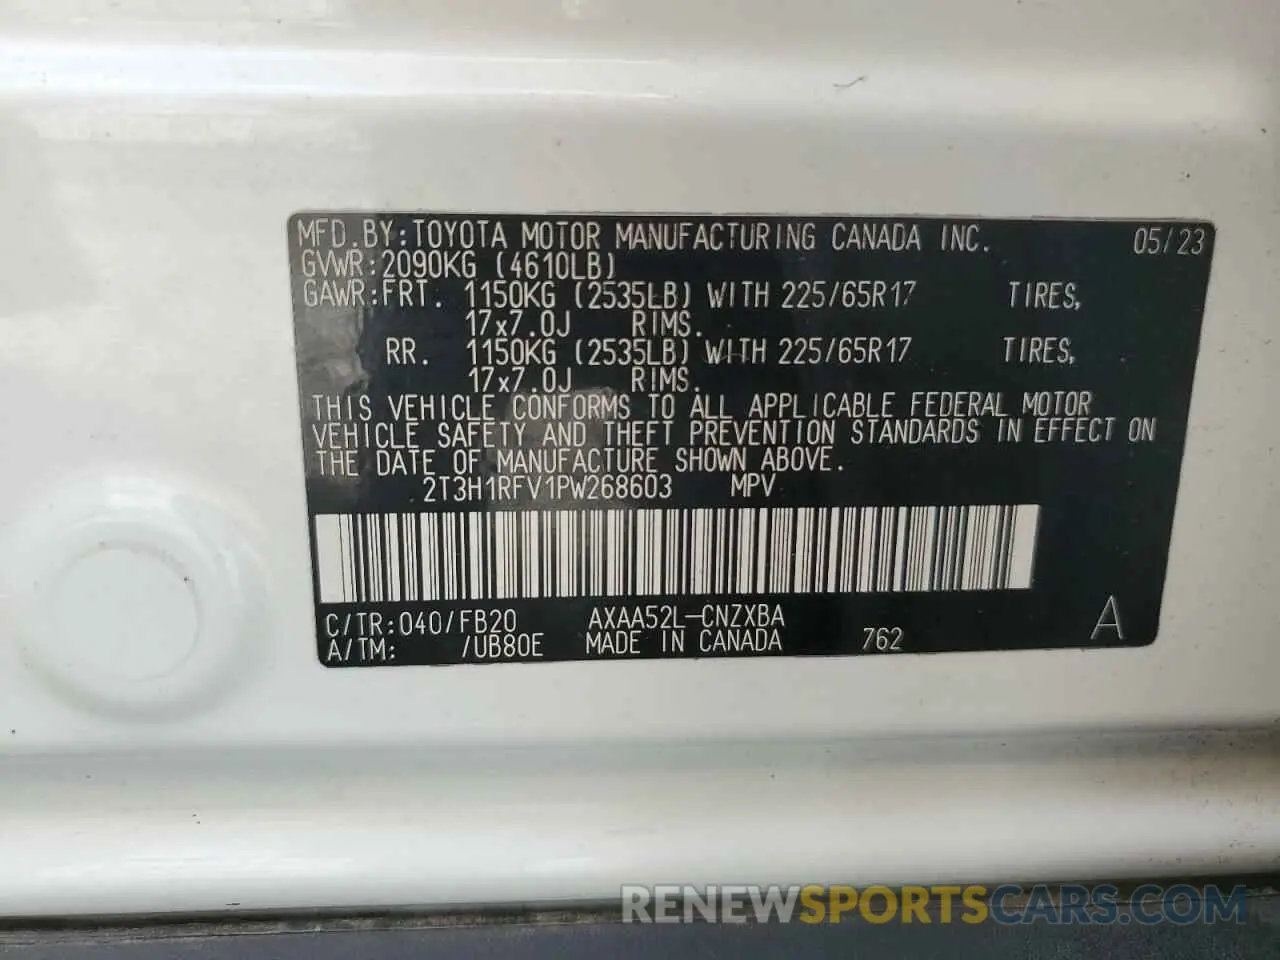 MFD.BY:TOYOTA MOTOR MANUFACTURING CANADA INC. 05/23
GVWR:2090KG (4610LB)
GAWR:FRT. 1150KG (2535LB) WITH 225/65R17 TIRES,
17x7.0J RIMS.
RR. 1150KG (2535LB) WITH 225/65R17 TIRES,
17x7.0J RIMS.
THIS VEHICLE CONFORMS TO ALL APPLICABLE FEDERAL MOTOR
VEHICLE SAFETY AND THEFT PREVENTION STANDARDS IN EFFECT ON
THE DATE OF MANUFACTURE SHOWN ABOVE.
2T3H1RFV1PW268603 MPV
C/TR:040/FB20 AXAA52L-CNZXBA
A/TM: /UB80E MADE IN CANADA 762 A
RENEWSPORTSCARS.COM